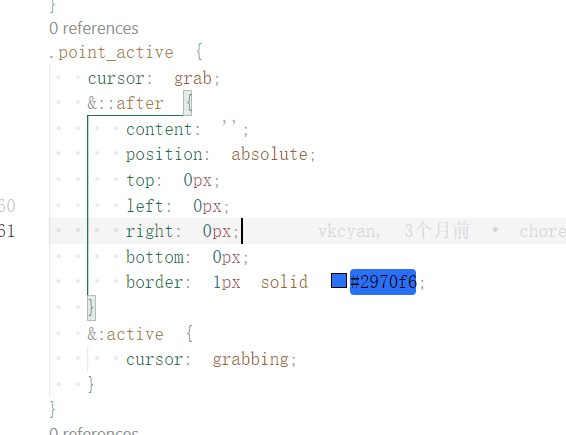 }
0 references
.point_active {
cursor: grab;
&::after {
content: '';
position: absolute;
top: 0px;
60 left: 0px;
61 right: 0px; vkcyan, 3个月前 • chore
bottom: 0px;
border: 1px solid #2970f6;
}
&:active {
cursor: grabbing;
}
}
0 references